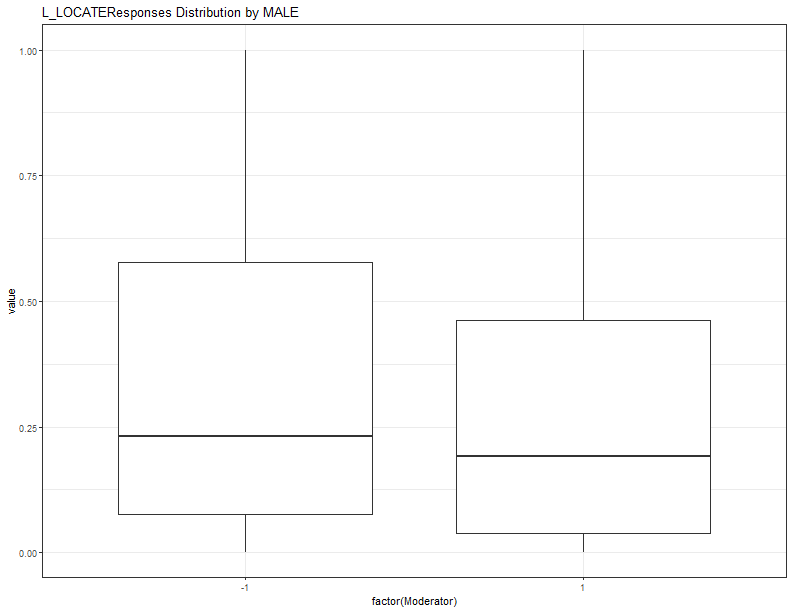 L_LOCATEResponses Distribution by MALE
value
1.00
0.75
0.50
0.25
0.00
-1
1
factor(Moderator)